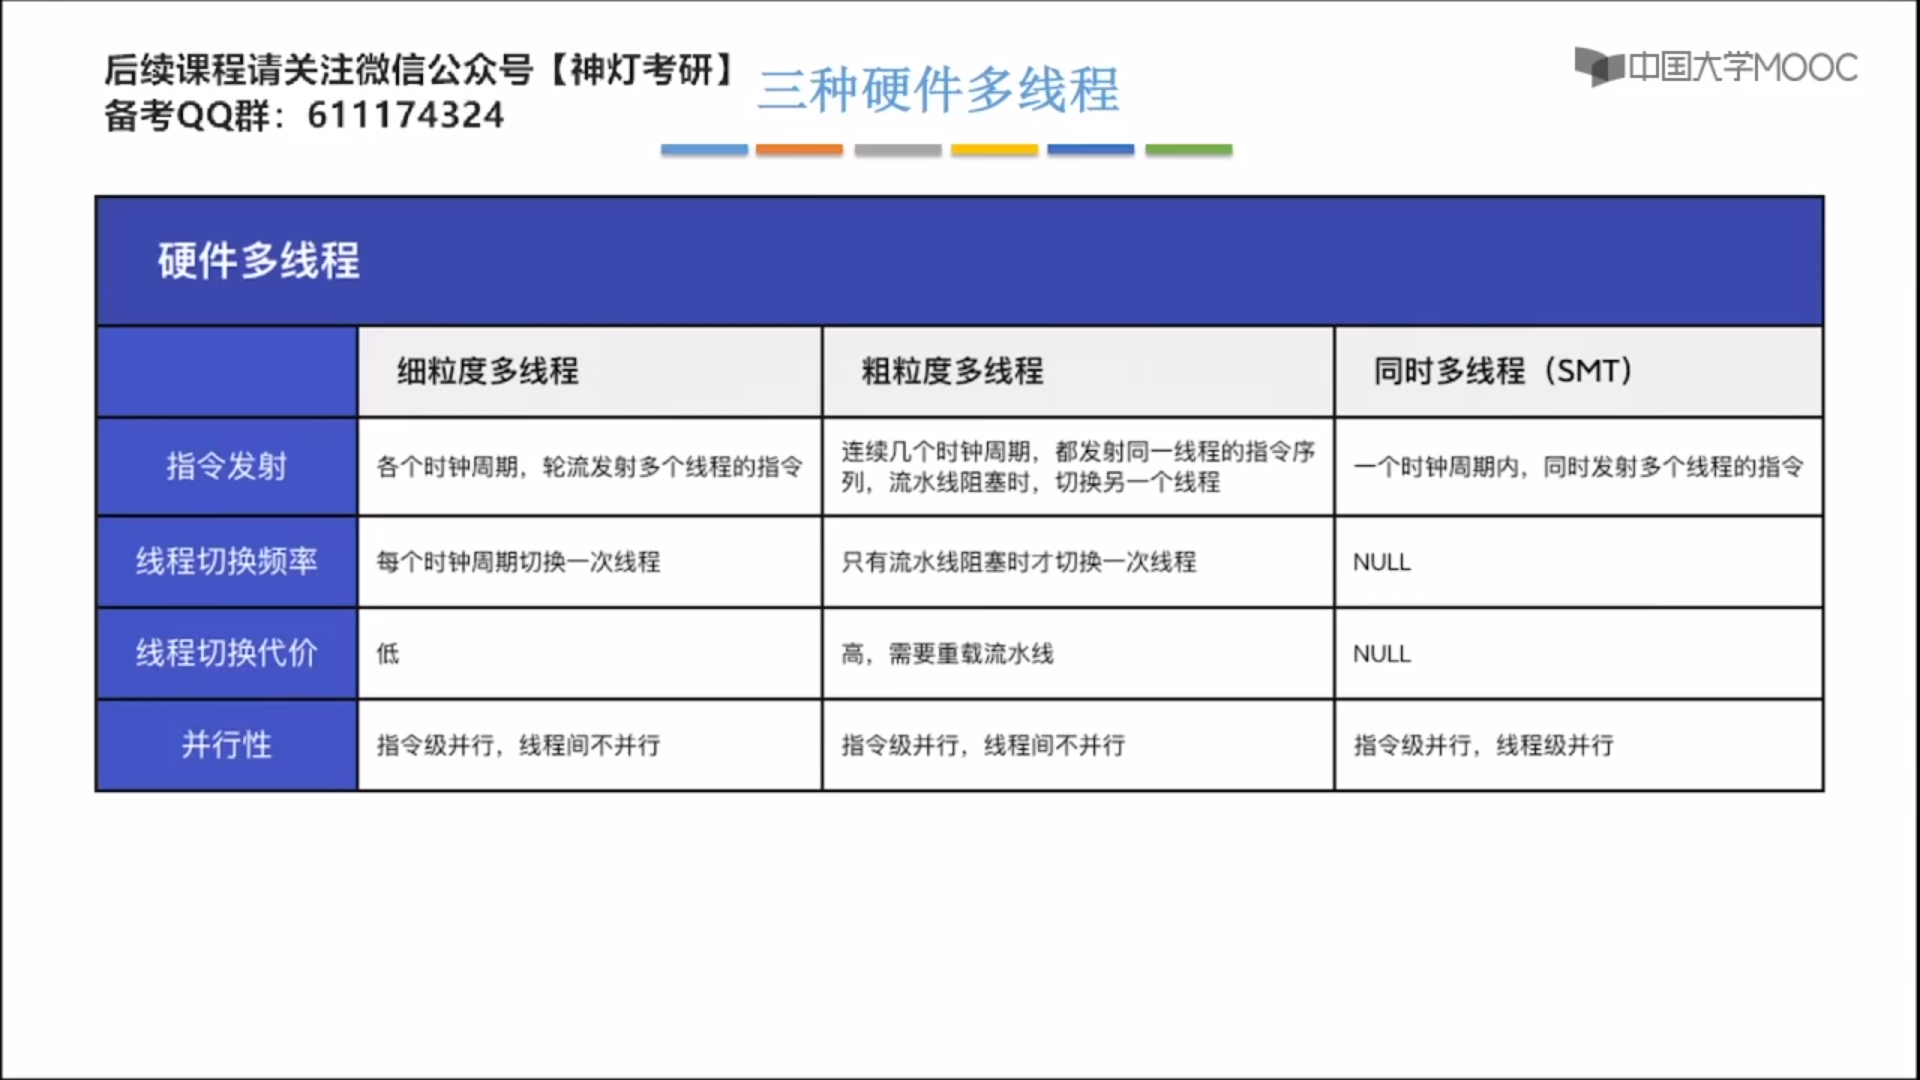 后续课程请关注微信公众号【神灯考研】
备考QQ群：611174324
三种硬件多线程
中国大学MOOC
硬件多线程
细粒度多线程
粗粒度多线程
同时多线程（SMT）
指令发射
各个时钟周期，轮流发射多个线程的指令
连续几个时钟周期，都发射同一线程的指令序
列，流水线阻塞时，切换另一个线程
一个时钟周期内，同时发射多个线程的指令
线程切换频率
每个时钟周期切换一次线程
只有流水线阻塞时才切换一次线程
NULL
线程切换代价
低
高，需要重载流水线
NULL
并行性
指令级并行，线程间不并行
指令级并行，线程间不并行
指令级并行，线程级并行